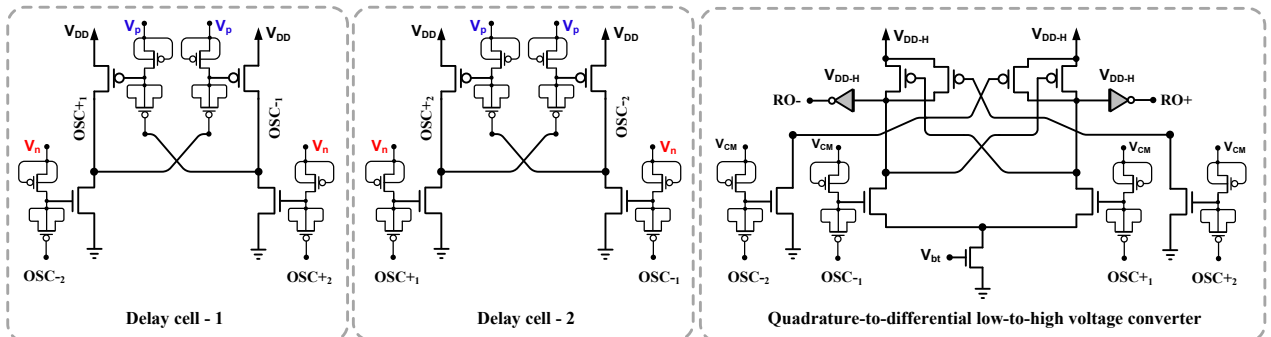 Vp Vp
VDD VDD
OSC+1 OSC-1
Vn Vn
OSC-2 OSC+2
Delay cell - 1
Vp Vp
VDD VDD
OSC+2 OSC-2
Vn Vn
OSC+1 OSC-1
Delay cell - 2
VDD-H VDD-H
VDD-H VDD-H
RO- RO+
VCM VCM VCM VCM
Vbt
OSC-2 OSC-1 OSC+1 OSC+2
Quadrature-to-differential low-to-high voltage converter